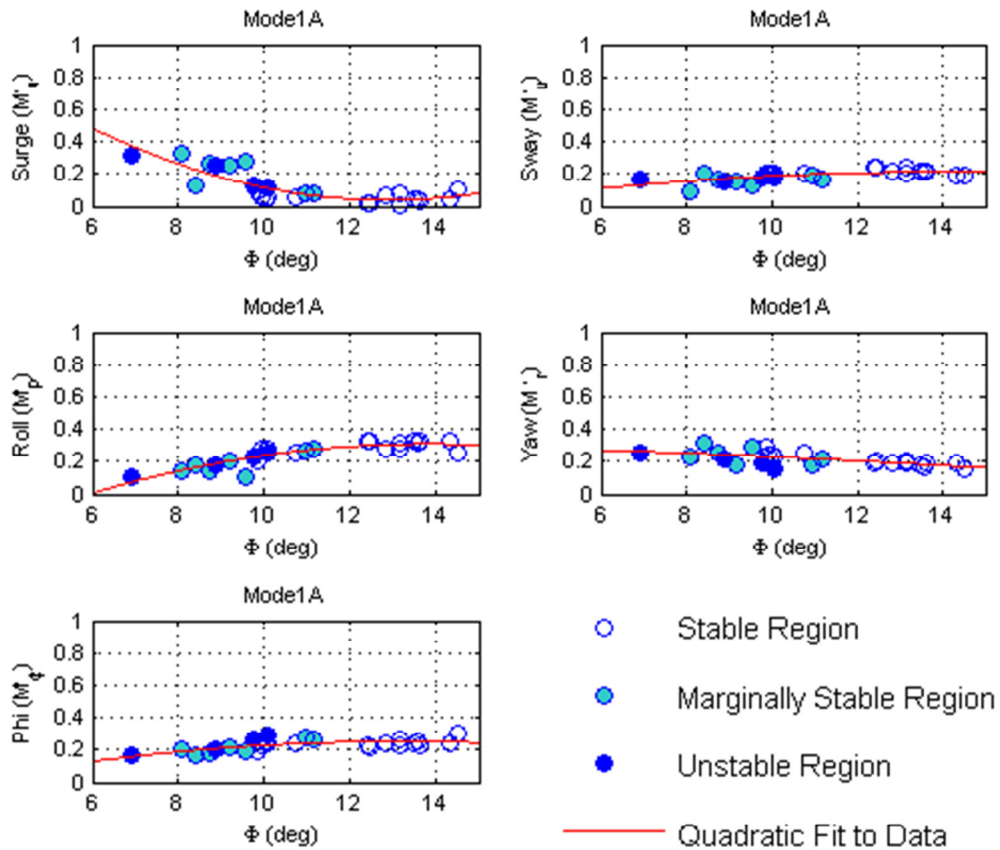 Mode1A
Mode1A
1
0.8
0.6
0.4
0.2
0
Surge (M'u)
6 8 10 12 14
Φ (deg)
1
0.8
0.6
0.4
0.2
0
Sway (M'υ)
6 8 10 12 14
Φ (deg)
Mode1A
Mode1A
1
0.8
0.6
0.4
0.2
0
Roll (M'p)
6 8 10 12 14
Φ (deg)
1
0.8
0.6
0.4
0.2
0
Yaw (M'r)
6 8 10 12 14
Φ (deg)
Mode1A
1
0.8
0.6
0.4
0.2
0
Phi (M'ϕ)
6 8 10 12 14
Φ (deg)
Stable Region
Marginally Stable Region
Unstable Region
Quadratic Fit to Data